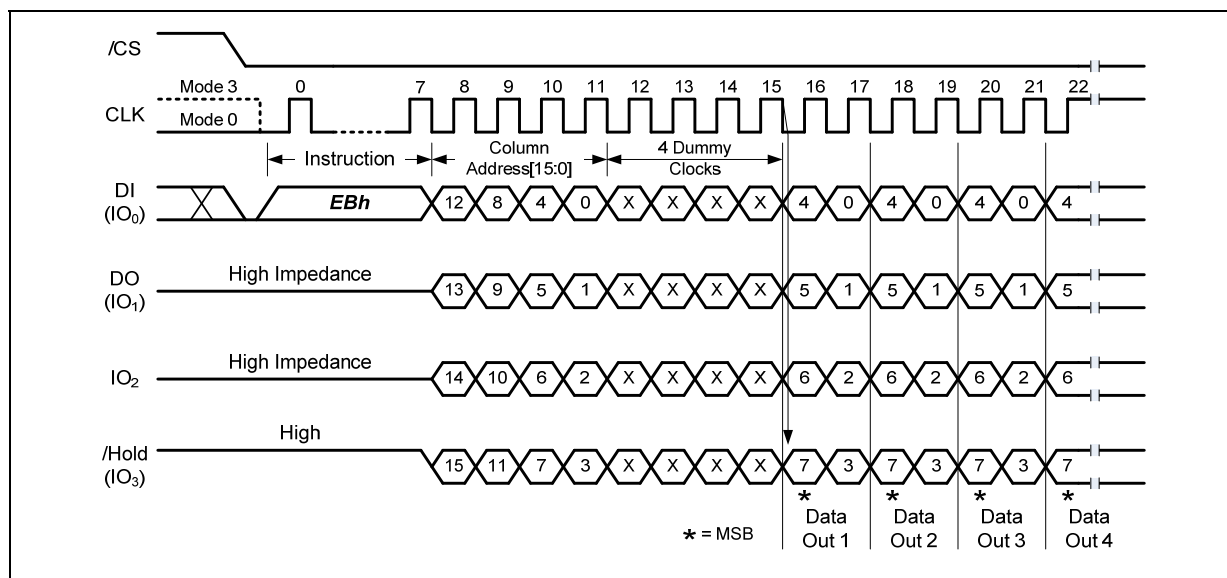 /CS
Mode 3
0 7 8 9 10 11 12 13 14 15 16 17 18 19 20 21 22
CLK
Mode 0
Instruction
Column
Address[15:0]
4 Dummy
Clocks
DI
(IO0)
EBh 12 8 4 0 X X X X 4 0 4 0 4 0 4
DO
(IO1)
High Impedance
13 9 5 1 X X X X 5 1 5 1 5 1 5
IO2
High Impedance
14 10 6 2 X X X X 6 2 6 2 6 2 6
/Hold
(IO3)
High
15 11 7 3 X X X X 7 3 7 3 7 3 7
* * * *
* = MSB
Data
Out 1
Data
Out 2
Data
Out 3
Data
Out 4